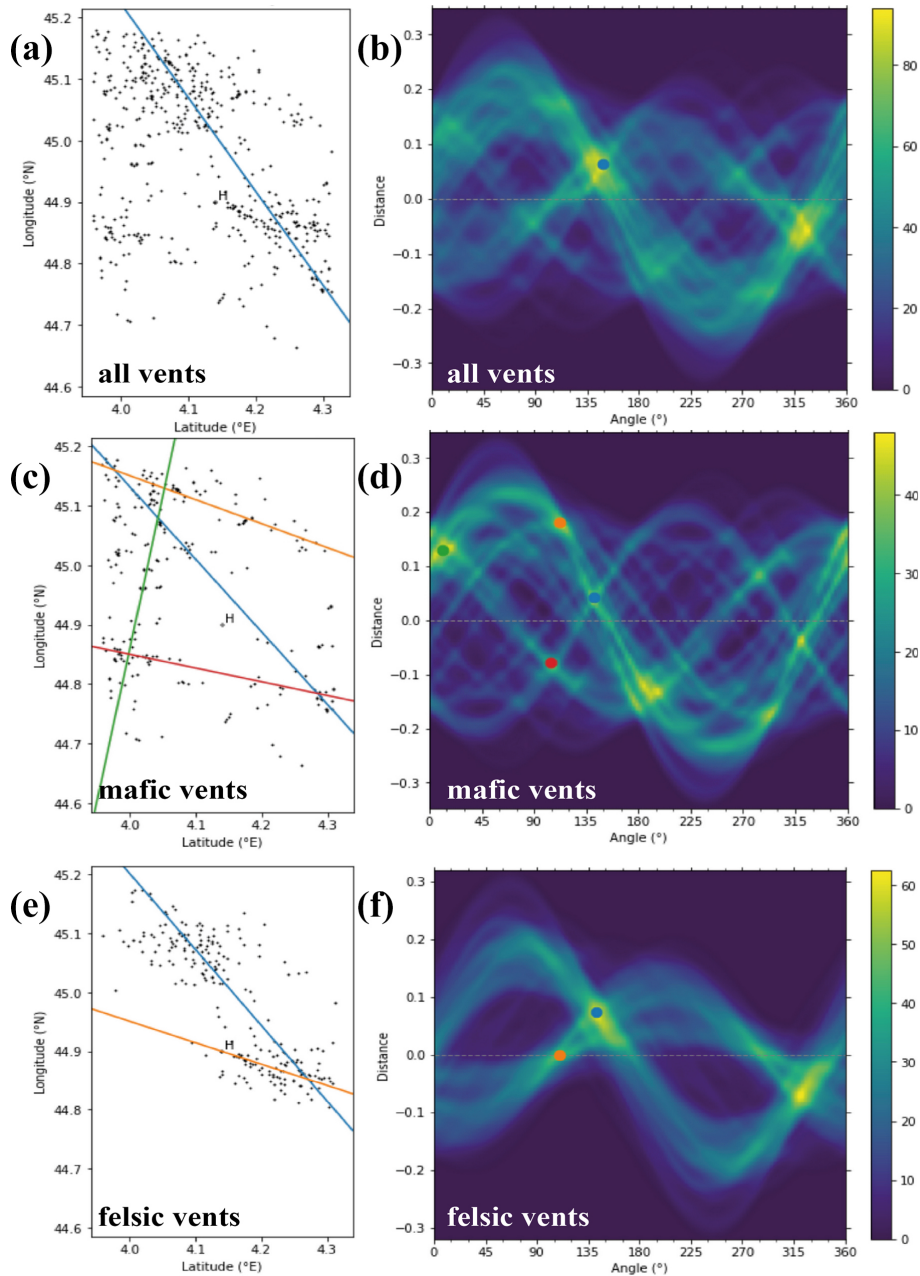 (a)
45.2
45.1
45.0
44.9
44.8
44.7
44.6
Longitude (°N)
H
all vents
4.0 4.1 4.2 4.3
Latitude (°E)
(b)
0.3
0.2
0.1
0.0
−0.1
−0.2
−0.3
Distance
all vents
0 45 90 135 180 225 270 315 360
Angle (°)
80
60
40
20
0
(c)
45.2
45.1
45.0
44.9
44.8
44.7
44.6
Longitude (°N)
H
mafic vents
4.0 4.1 4.2 4.3
Latitude (°E)
(d)
0.3
0.2
0.1
0.0
−0.1
−0.2
−0.3
Distance
mafic vents
0 45 90 135 180 225 270 315 360
Angle (°)
40
30
20
10
0
(e)
45.2
45.1
45.0
44.9
44.8
44.7
44.6
Longitude (°N)
H
felsic vents
4.0 4.1 4.2 4.3
Latitude (°E)
(f)
0.3
0.2
0.1
0.0
−0.1
−0.2
−0.3
Distance
felsic vents
0 45 90 135 180 225 270 315 360
Angle (°)
60
50
40
30
20
10
0